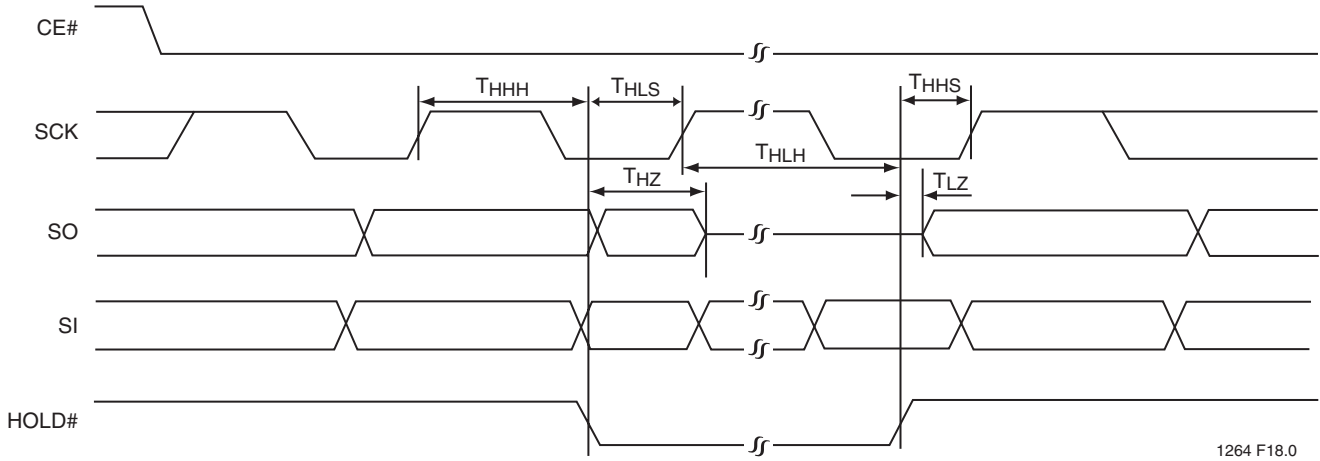 CE#
THHH
THLS
THHS
SCK
THLH
THZ
TLZ
SO
SI
HOLD#
1264 F18.0